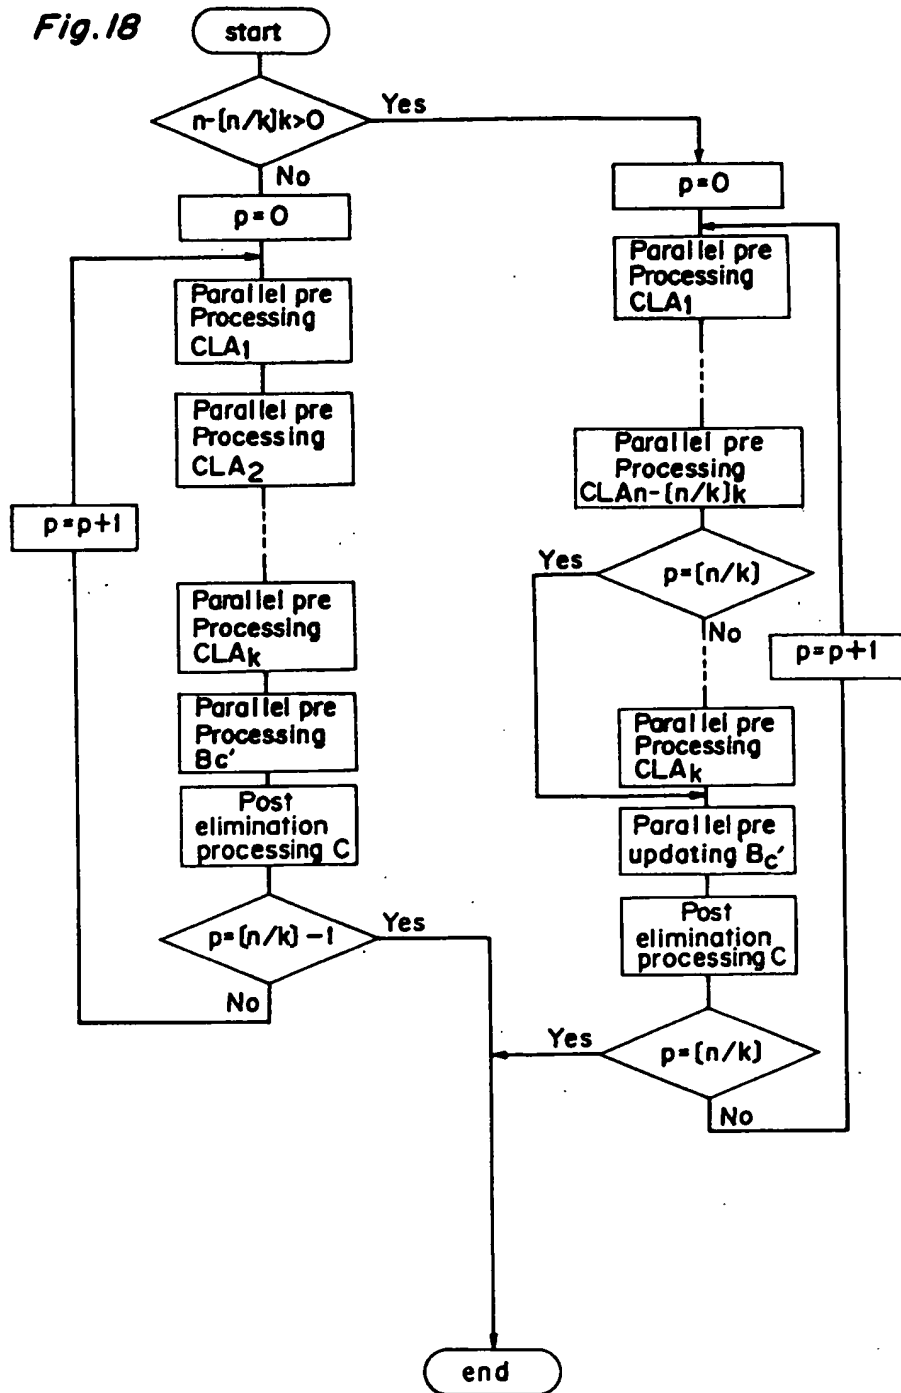 Fig.18
start
n-[n/k]k>0
Yes
No
p=0
Parallel pre
Processing
CLA1
Parallel pre
Processing
CLA2
p=p+1
Parallel pre
Processing
CLAk
Parallel pre
Processing
Bc'
Post
elimination
processing C
p=[n/k]-1
Yes
No
p=0
Parallel pre
Processing
CLA1
Parallel pre
Processing
CLAn-[n/k]k
Yes
p=[n/k]
No
p=p+1
Parallel pre
Processing
CLAk
Parallel pre
updating Bc'
Post
elimination
processing C
Yes
p=[n/k]
No
end